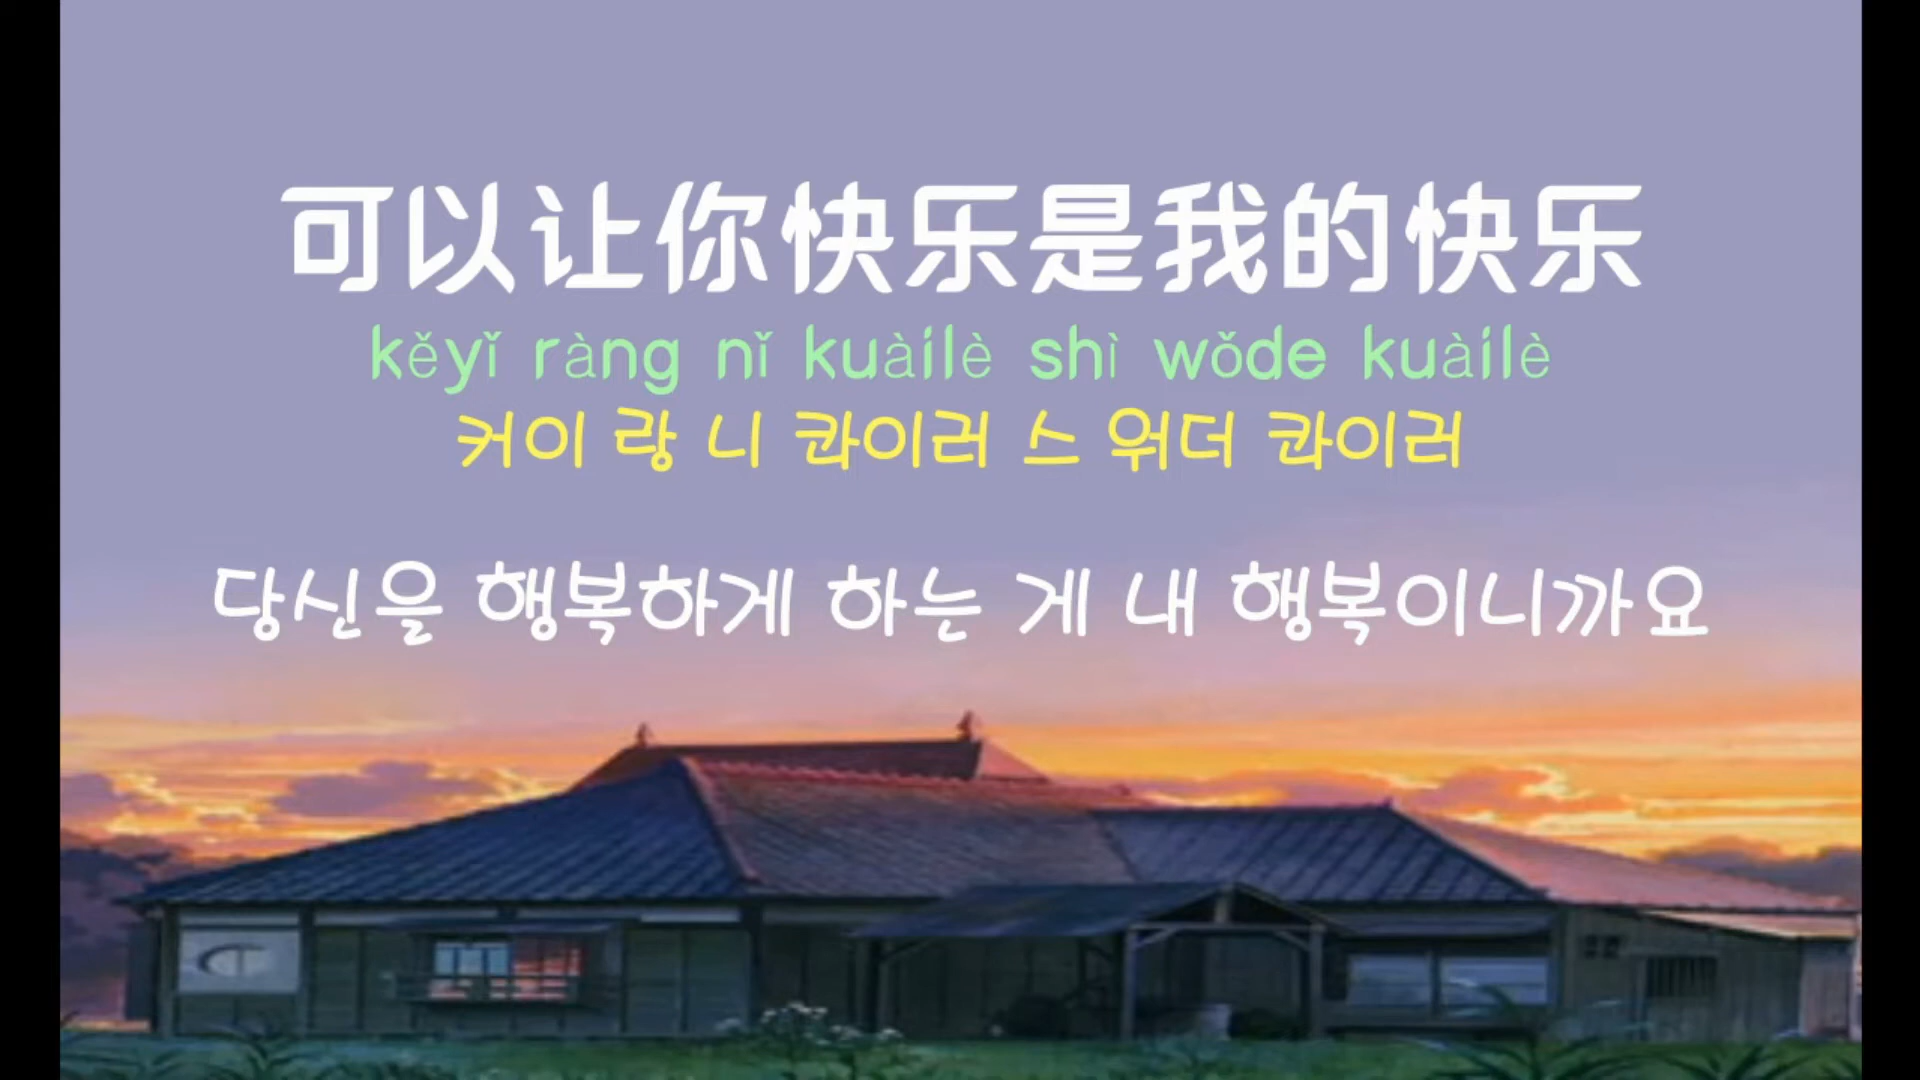 可以让你快乐是我的快乐
kěyǐ ràng nǐ kuàilè shì wǒde kuàilè
커이 랑 니 콰이러 스 워더 콰이러
당신을 행복하게 하는 게 내 행복이니까요